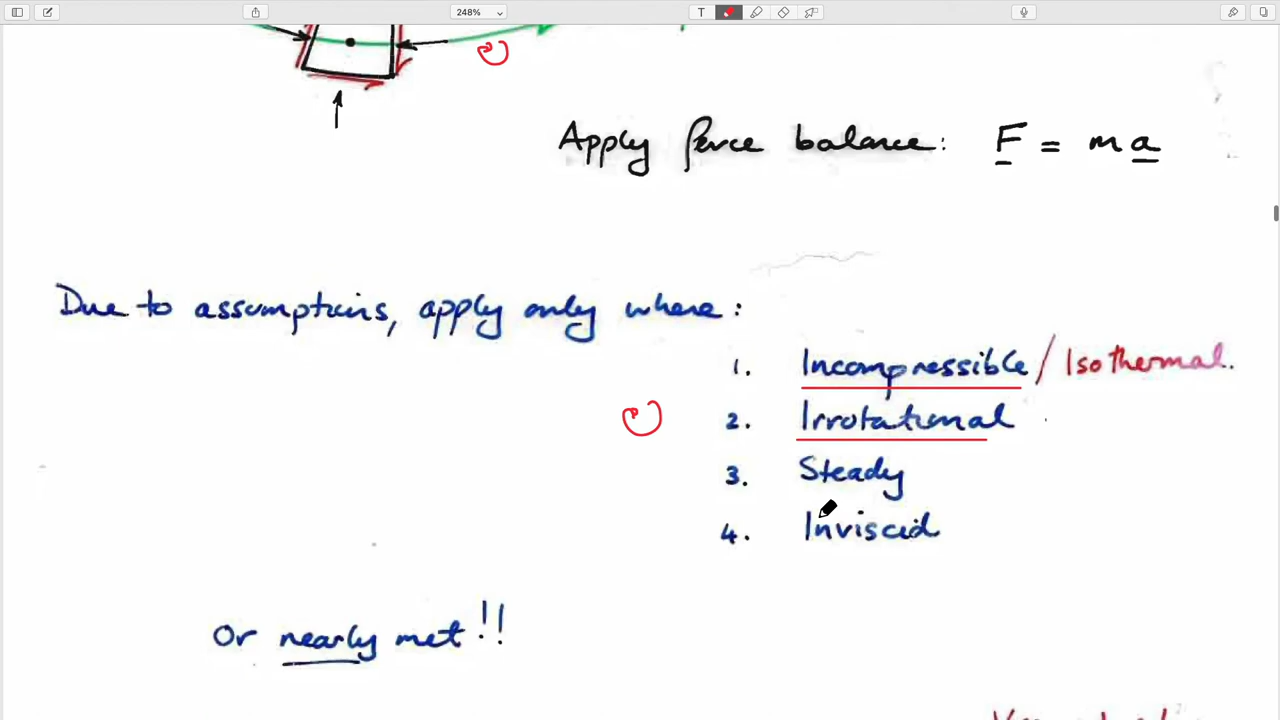 248%
T
Apply force balance: F = ma
Due to assumptions, apply only where:
1. Incompressible / Isothermal.
2. Irrotational
3. Steady
4. Inviscid
Or nearly met!!